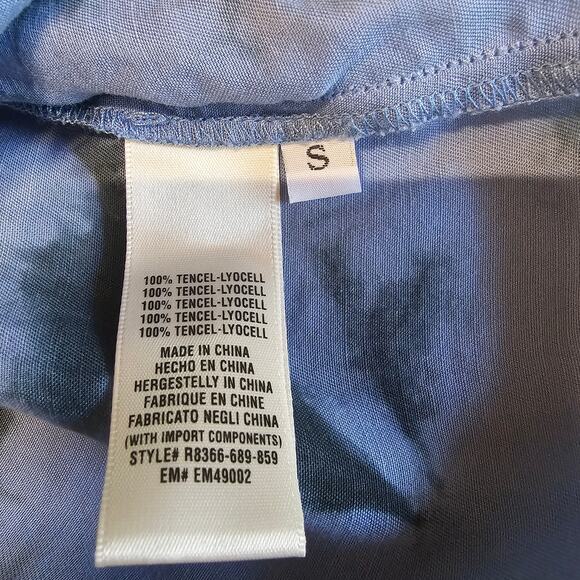 S
100% TENCEL-LYOCELL
100% TENCEL-LYOCELL
100% TENCEL-LYOCELL
100% TENCEL-LYOCELL
100% TENCEL-LYOCELL
MADE IN CHINA
HECHO EN CHINA
HERGESTELLY IN CHINA
FABRIQUE EN CHINE
FABRICATO NEGLI CHINA
(WITH IMPORT COMPONENTS)
STYLE# R8366-689-859
EM# EM49002